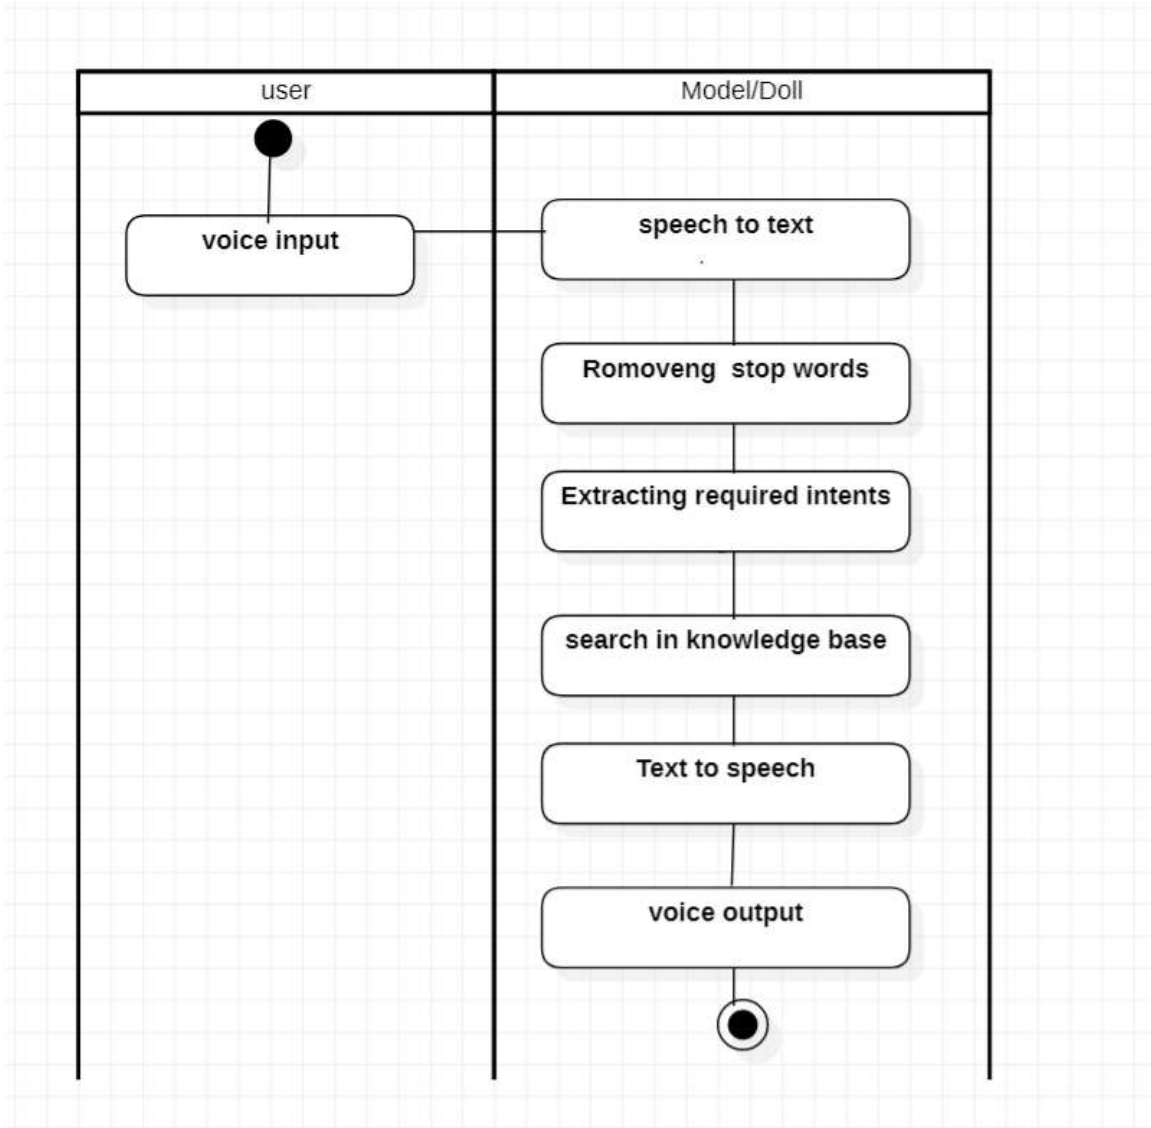 user
Model/Doll
voice input
speech to text
.
Romoveng  stop words
Extracting required intents
search in knowledge base
Text to speech
voice output